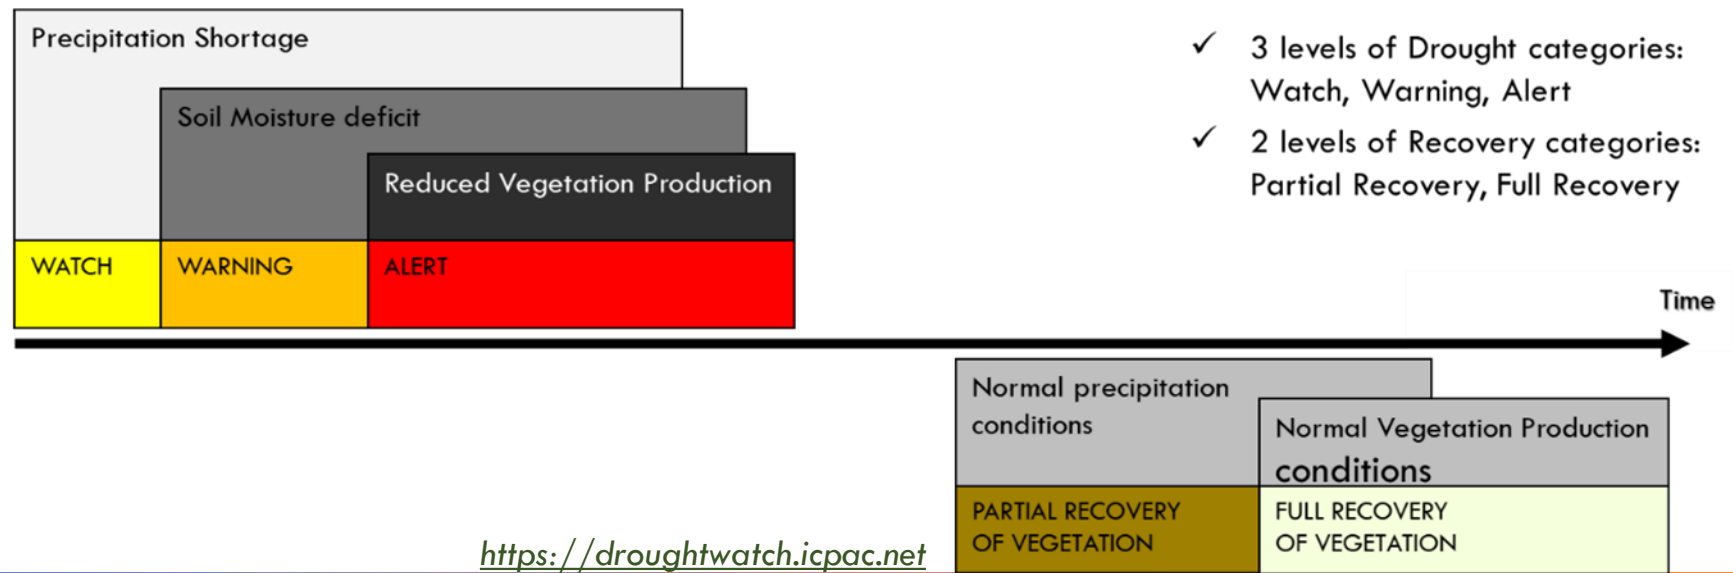 Precipitation Shortage
Soil Moisture deficit
Reduced Vegetation Production
WATCH
WARNING
ALERT
✓ 3 levels of Drought categories:
Watch, Warning, Alert
✓ 2 levels of Recovery categories:
Partial Recovery, Full Recovery
Time
Normal precipitation
conditions
Normal Vegetation Production
conditions
PARTIAL RECOVERY
OF VEGETATION
FULL RECOVERY
OF VEGETATION
https://droughtwatch.icpac.net